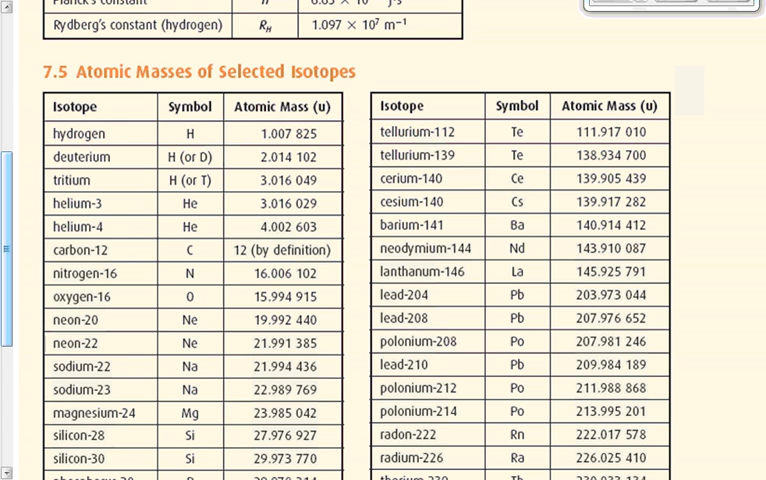 Planck's constant h 6.63 × 10 J·s
Rydberg's constant (hydrogen) R_H 1.097 × 10⁷ m⁻¹
7.5 Atomic Masses of Selected Isotopes
Isotope Symbol Atomic Mass (u)
hydrogen H 1.007 825
deuterium H (or D) 2.014 102
tritium H (or T) 3.016 049
helium-3 He 3.016 029
helium-4 He 4.002 603
carbon-12 C 12 (by definition)
nitrogen-16 N 16.006 102
oxygen-16 O 15.994 915
neon-20 Ne 19.992 440
neon-22 Ne 21.991 385
sodium-22 Na 21.994 436
sodium-23 Na 22.989 769
magnesium-24 Mg 23.985 042
silicon-28 Si 27.976 927
silicon-30 Si 29.973 770
Isotope Symbol Atomic Mass (u)
tellurium-112 Te 111.917 010
tellurium-139 Te 138.934 700
cerium-140 Ce 139.905 439
cesium-140 Cs 139.917 282
barium-141 Ba 140.914 412
neodymium-144 Nd 143.910 087
lanthanum-146 La 145.925 791
lead-204 Pb 203.973 044
lead-208 Pb 207.976 652
polonium-208 Po 207.981 246
lead-210 Pb 209.984 189
polonium-212 Po 211.988 868
polonium-214 Po 213.995 201
radon-222 Rn 222.017 578
radium-226 Ra 226.025 410